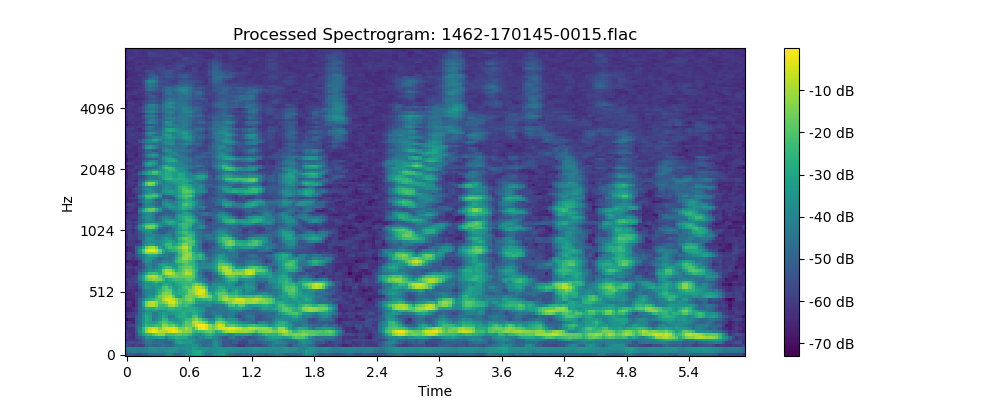 Processed Spectrogram: 1462-170145-0015.flac
Hz
4096
2048
1024
512
0
0 0.6 1.2 1.8 2.4 3 3.6 4.2 4.8 5.4
Time
-10 dB
-20 dB
-30 dB
-40 dB
-50 dB
-60 dB
-70 dB